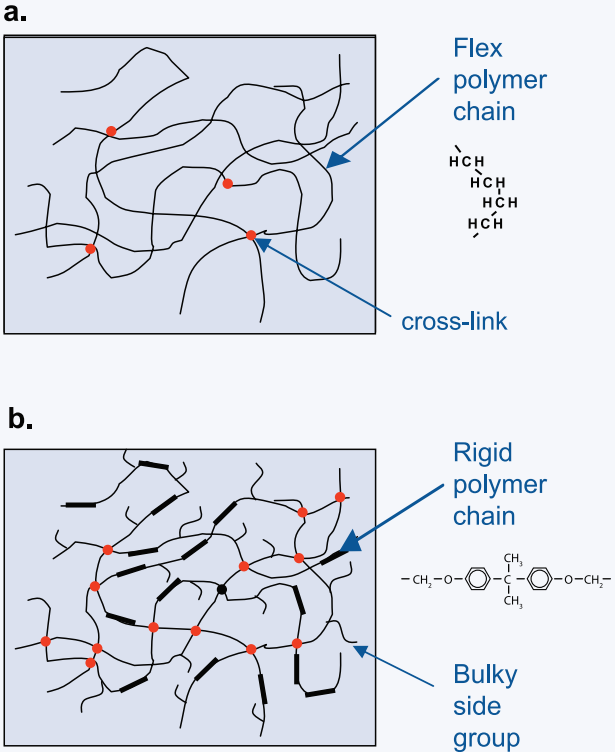 a.
Flex
polymer
chain
HCH
HCH
HCH
HCH
cross-link
b.
Rigid
polymer
chain
CH3
—CH2—O— —C— —O—CH2—
CH3
Bulky
side
group